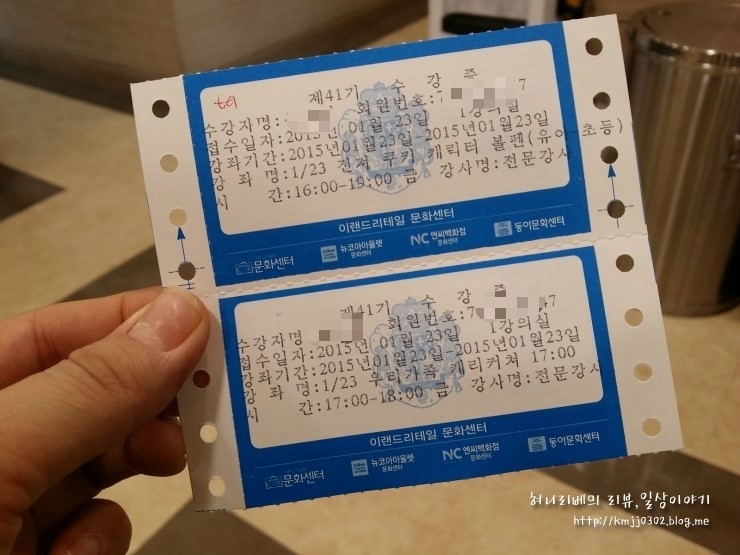 tel
제41기 수 강 증
수강자명: 회원번호:7 7
접수일자:2015년 01월 23일 1강의실
강좌기간:2015년01월23일-2015년01월23일
강 좌 명:1/23 진저 쿠키 캐릭터 볼펜(유아~초등)
시 간:16:00-19:00 금 강사명:전문강사
이랜드리테일 문화센터
문화센터 뉴코아아울렛 문화센터 NC 엔씨백화점 문화센터 동아문화센터
제41기 수 강 증
수강자명 회원번호:7 47
접수일자:2015년 01월 23일 1강의실
강좌기간:2015년01월23일-2015년01월23일
강 좌 명:1/23 우리가족 캐리커쳐 17:00
시 간:17:00-18:00 금 강사명:전문강사
이랜드리테일 문화센터
문화센터 뉴코아아울렛 문화센터 NC 엔씨백화점 문화센터 동아문화센터
허니리베의 리뷰,일상이야기
http://kmjj0302.blog.me